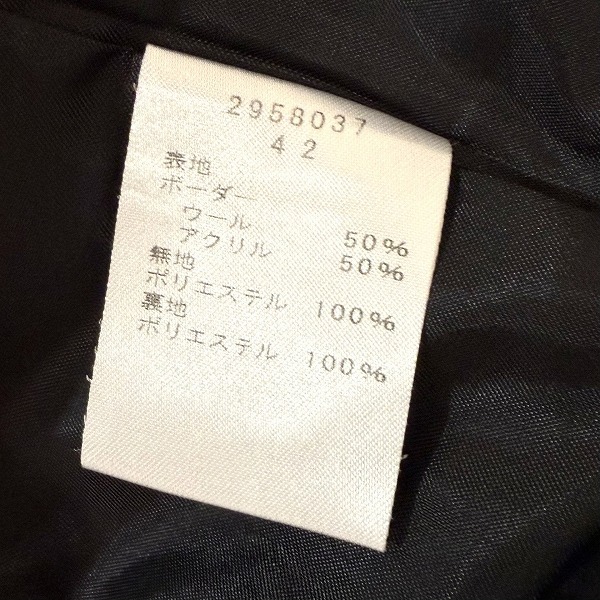 2958037
42
表地
ボーダー
ウール 50%
アクリル 50%
無地
ポリエステル 100%
裏地
ポリエステル 100%